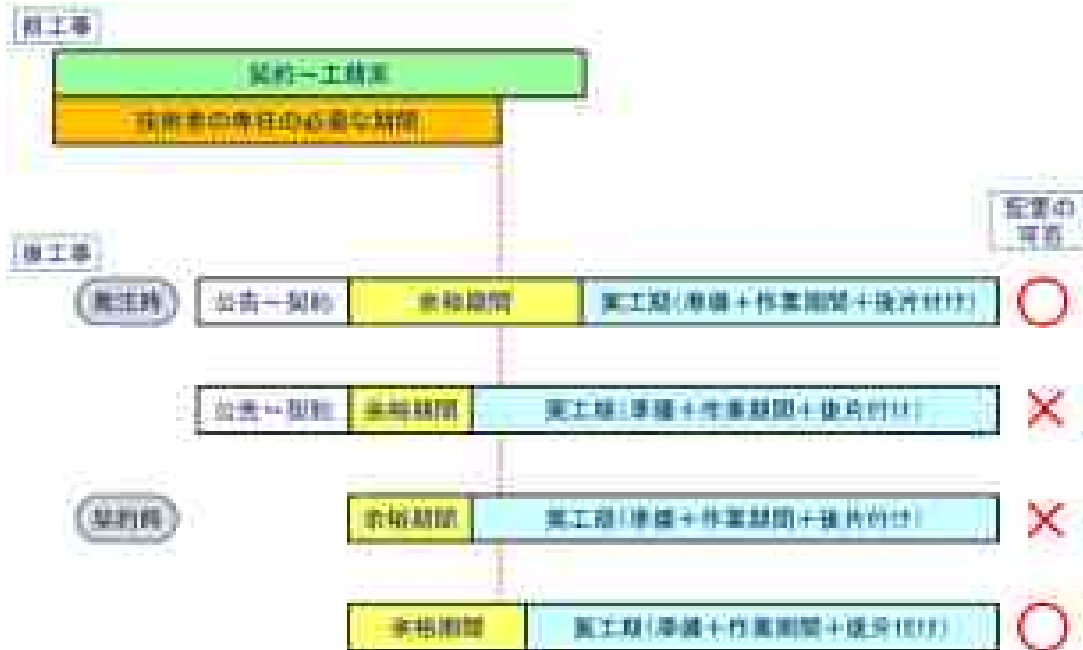 前工事
契約～工期末
技術者の専任の必要な期間
配置の
可否
後工事
発注時
公告～契約
余裕期間
実工期(準備+作業期間+後片付け)
公告～契約
余裕期間
実工期(準備+作業期間+後片付け)
契約時
余裕期間
実工期(準備+作業期間+後片付け)
余裕期間
実工期(準備+作業期間+後片付け)